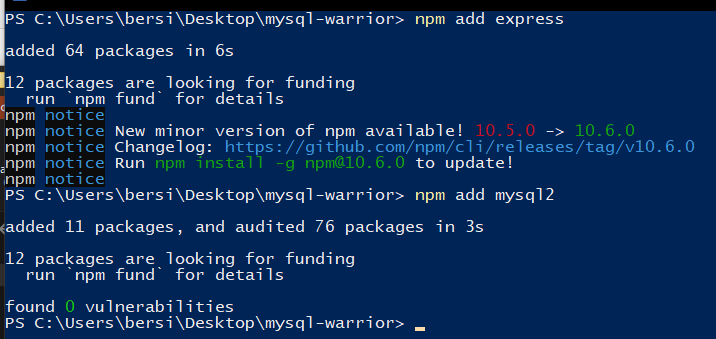 PS C:\Users\bersi\Desktop\mysql-warrior> npm add express
added 64 packages in 6s
12 packages are looking for funding
  run `npm fund` for details
npm notice
npm notice New minor version of npm available! 10.5.0 -> 10.6.0
npm notice Changelog: https://github.com/npm/cli/releases/tag/v10.6.0
npm notice Run npm install -g npm@10.6.0 to update!
npm notice
PS C:\Users\bersi\Desktop\mysql-warrior> npm add mysql2
added 11 packages, and audited 76 packages in 3s
12 packages are looking for funding
  run `npm fund` for details
found 0 vulnerabilities
PS C:\Users\bersi\Desktop\mysql-warrior>